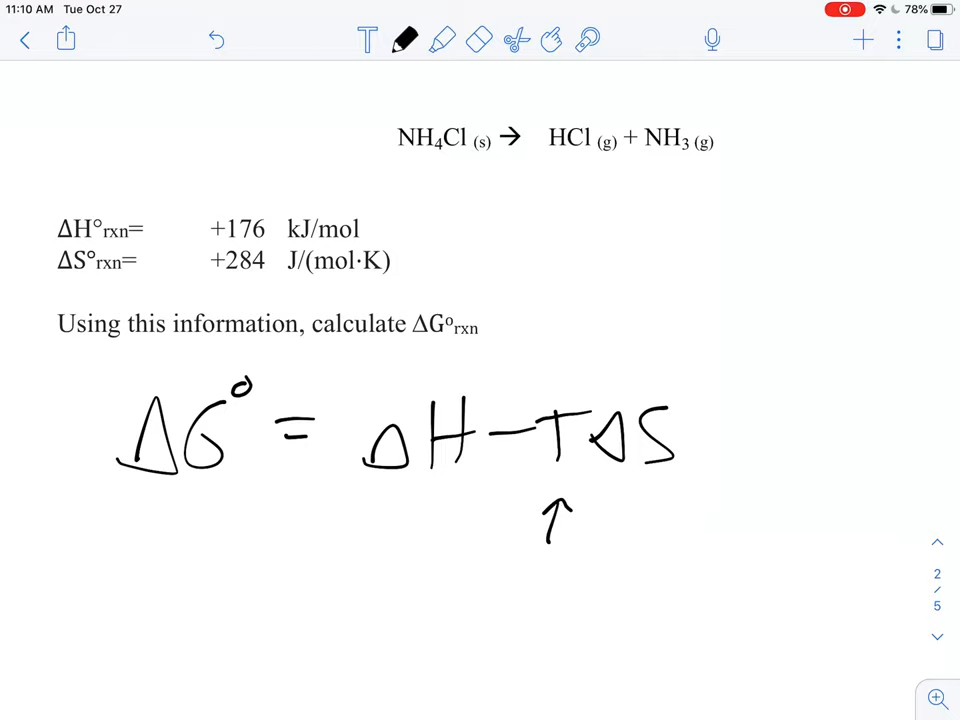 11:10 AM Tue Oct 27 78%
T
NH₄Cl (s) → HCl (g) + NH₃ (g)
ΔH°rxn= +176 kJ/mol
ΔS°rxn= +284 J/(mol·K)
Using this information, calculate ΔG°rxn
ΔG° = ΔH - TΔS
↑
2
/
5